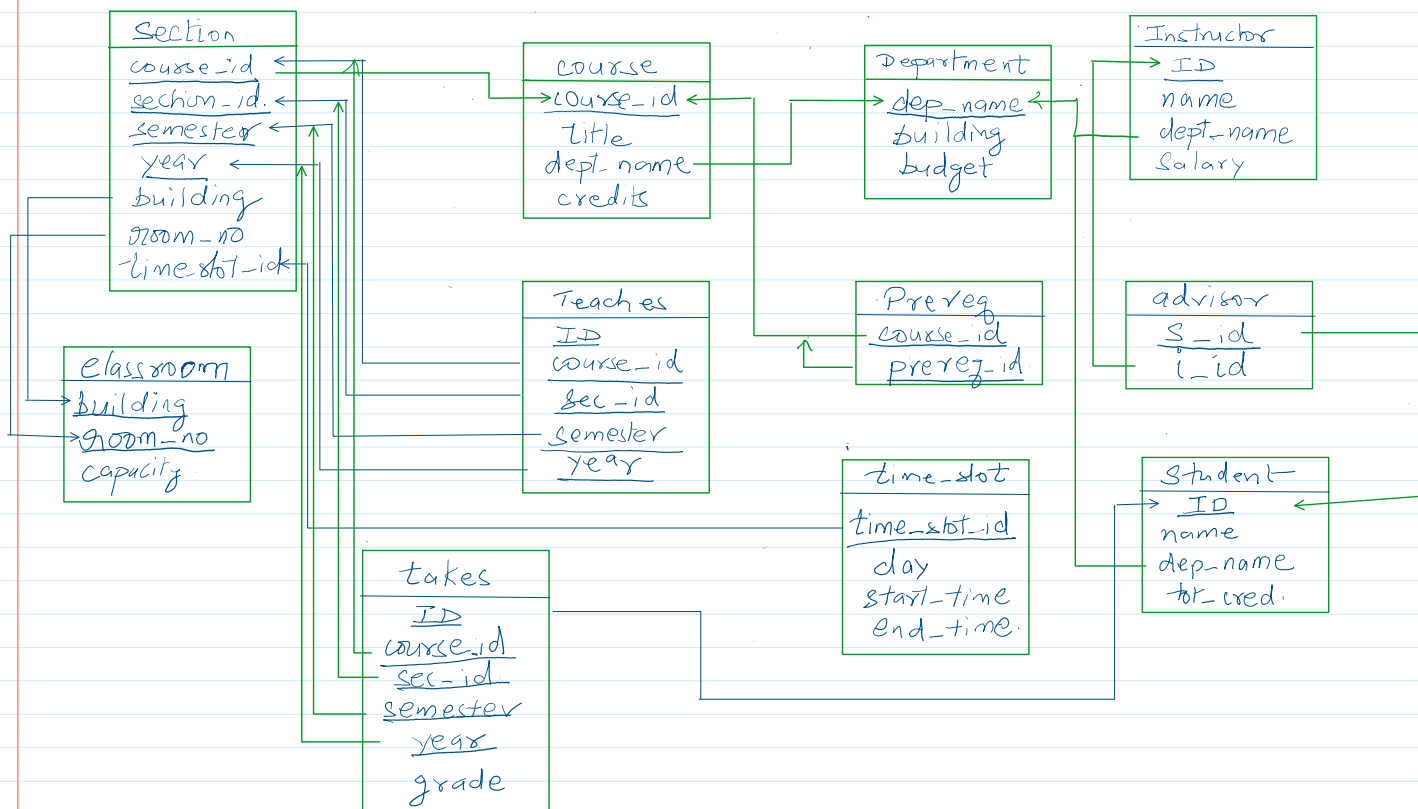 Section
course_id
section_id.
semester
year
building
room_no
time_slot_id
classroom
building
room_no
capacity
course
course_id
title
dept_name
credits
Teaches
ID
course_id
sec_id
semester
year
takes
ID
course_id
sec_id
semester
year
grade
Department
dep_name
building
budget
Prereq
course_id
prereq_id
time_slot
time_slot_id
day
start_time
end_time.
Instructor
ID
name
dept_name
Salary
advisor
S_id
i_id
Student
ID
name
dep_name
tot_cred.